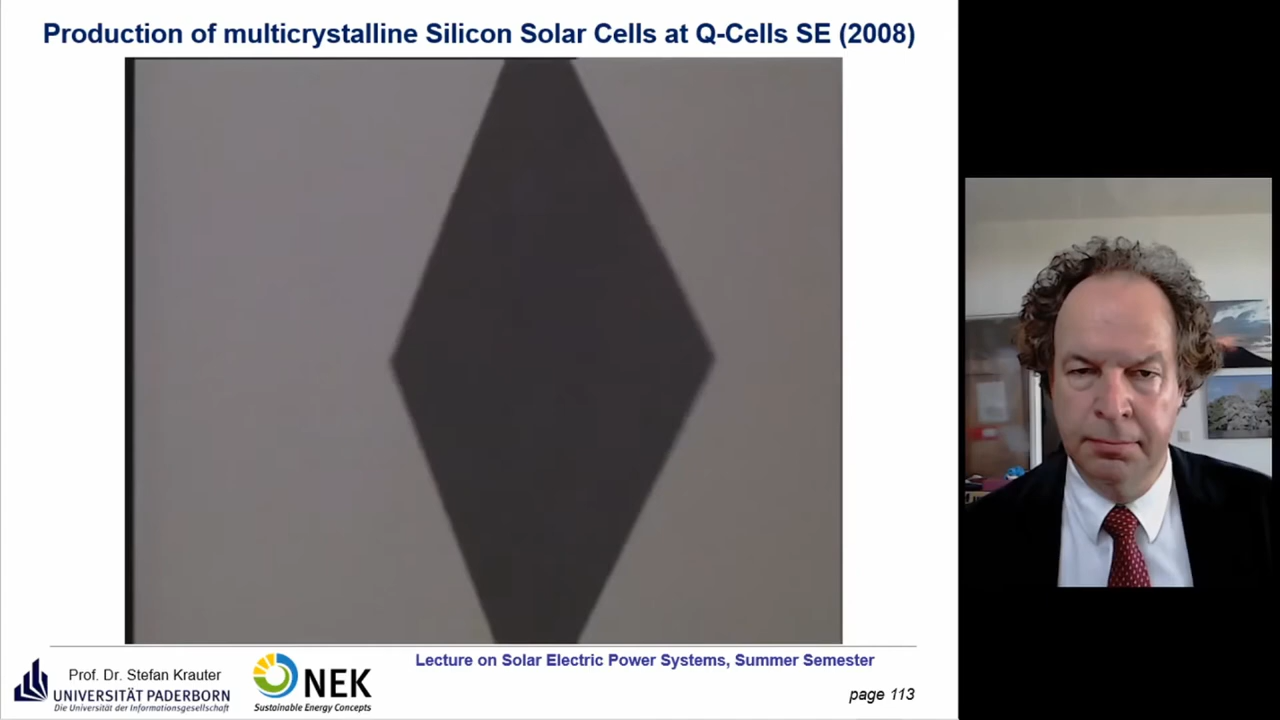 Production of multicrystalline Silicon Solar Cells at Q-Cells SE (2008)
Lecture on Solar Electric Power Systems, Summer Semester
Prof. Dr. Stefan Krauter
UNIVERSITÄT PADERBORN
Die Universität der Informationsgesellschaft
NEK
Sustainable Energy Concepts
page 113